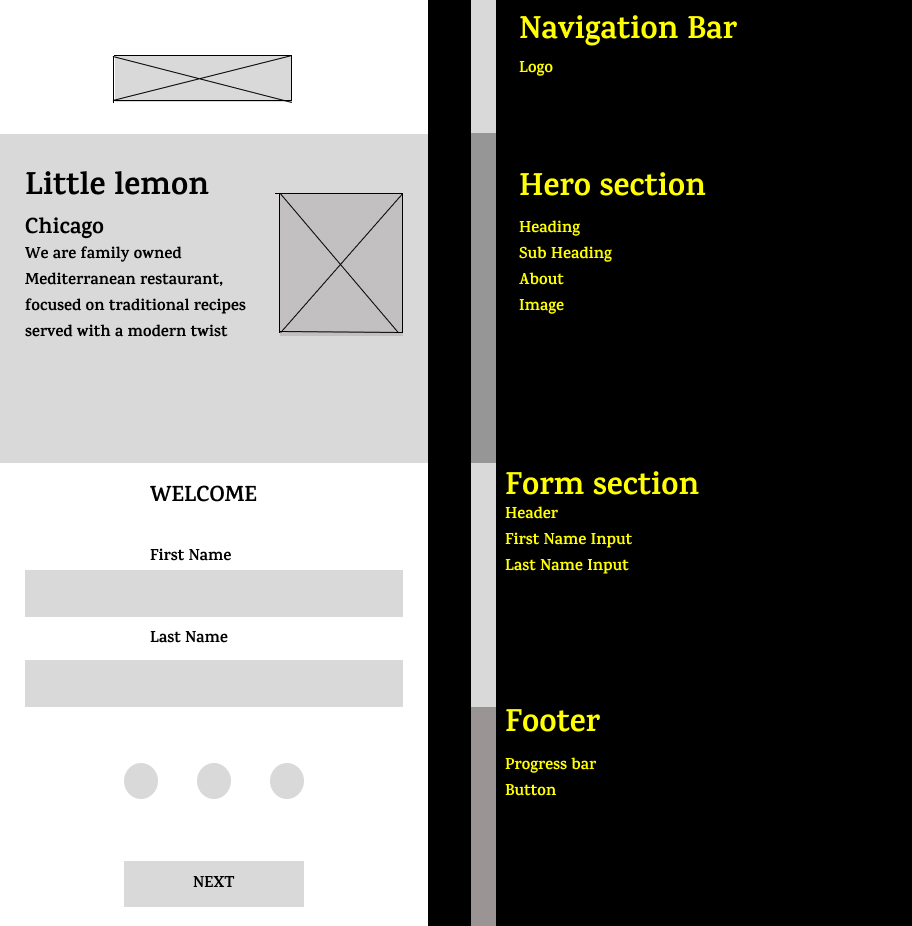 Little lemon
Chicago
We are family owned
Mediterranean restaurant,
focused on traditional recipes
served with a modern twist
WELCOME
First Name
Last Name
NEXT
Navigation Bar
Logo
Hero section
Heading
Sub Heading
About
Image
Form section
Header
First Name Input
Last Name Input
Footer
Progress bar
Button